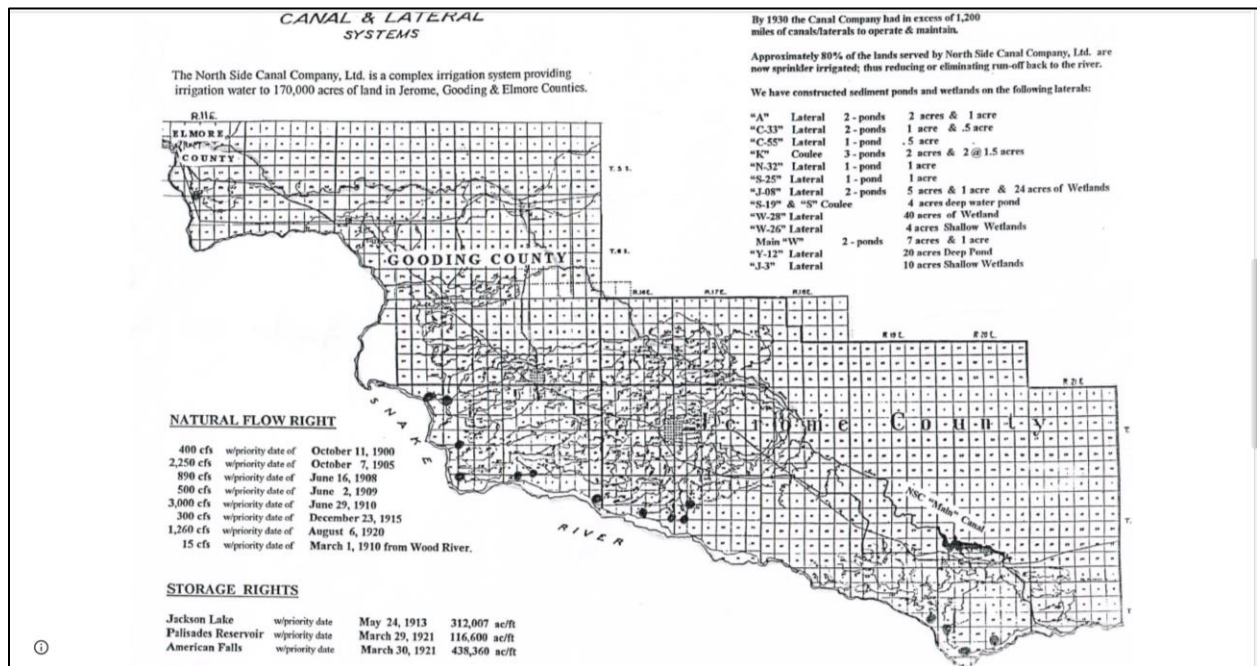 CANAL & LATERAL
SYSTEMS
The North Side Canal Company, Ltd. is a complex irrigation system providing
irrigation water to 170,000 acres of land in Jerome, Gooding & Elmore Counties.
By 1930 the Canal Company had in excess of 1,200
miles of canals/laterals to operate & maintain.
Approximately 80% of the lands served by North Side Canal Company, Ltd. are
now sprinkler irrigated; thus reducing or eliminating run-off back to the river.
We have constructed sediment ponds and wetlands on the following laterals:
"A" Lateral 2 - ponds 2 acres & 1 acre
"C-33" Lateral 2 - ponds 1 acre & .5 acre
"C-55" Lateral 1 - pond .5 acre
"K" Coulee 3 - ponds 2 acres & 2 @ 1.5 acres
"N-32" Lateral 1 - pond 1 acre
"S-25" Lateral 1 - pond 1 acre
"J-08" Lateral 2 - ponds 5 acres & 1 acre & 24 acres of Wetlands
"S-19" & "S" Coulee 4 acres deep water pond
"W-28" Lateral 40 acres of Wetland
"W-26" Lateral 4 acres Shallow Wetlands
Main "W" 2 - ponds 7 acres & 1 acre
"Y-12" Lateral 20 acres Deep Pond
"J-3" Lateral 10 acres Shallow Wetlands
R.11E.
ELMORE
COUNTY
GOODING COUNTY
R.16E. R.17E. R.18E.
R 19 E. R 20 E.
R 21 E
Jerome County
SNAKE
RIVER
NSC "Main" Canal
NATURAL FLOW RIGHT
400 cfs w/priority date of October 11, 1900
2,250 cfs w/priority date of October 7, 1905
890 cfs w/priority date of June 16, 1908
500 cfs w/priority date of June 2, 1909
3,000 cfs w/priority date of June 29, 1910
300 cfs w/priority date of December 23, 1915
1,260 cfs w/priority date of August 6, 1920
15 cfs w/priority date of March 1, 1910 from Wood River.
STORAGE RIGHTS
Jackson Lake w/priority date May 24, 1913 312,007 ac/ft
Palisades Reservoir w/priority date March 29, 1921 116,600 ac/ft
American Falls w/priority date March 30, 1921 438,360 ac/ft